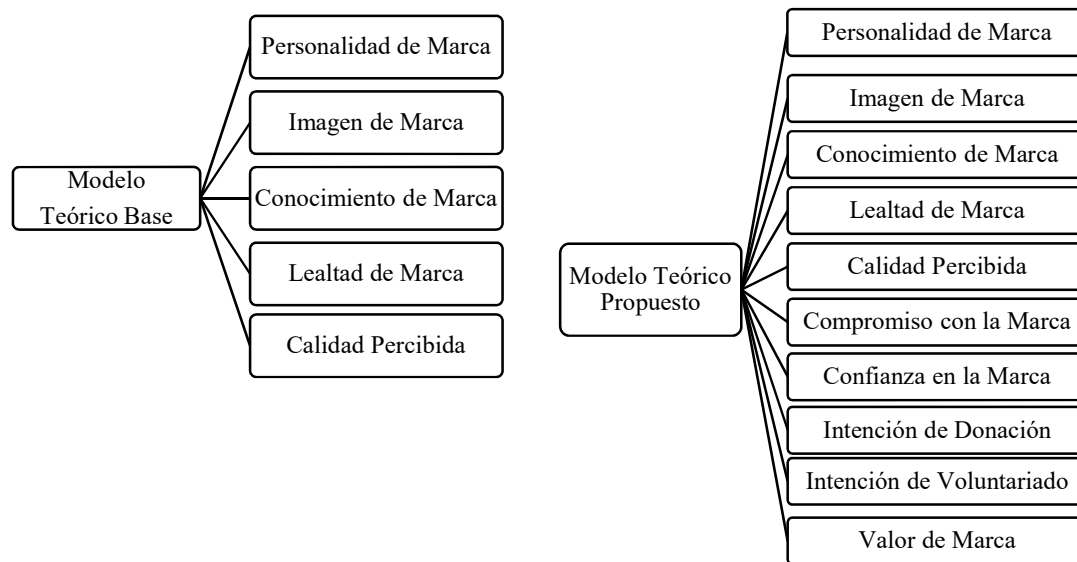 Modelo
Teórico Base
Personalidad de Marca
Imagen de Marca
Conocimiento de Marca
Lealtad de Marca
Calidad Percibida
Modelo Teórico
Propuesto
Personalidad de Marca
Imagen de Marca
Conocimiento de Marca
Lealtad de Marca
Calidad Percibida
Compromiso con la Marca
Confianza en la Marca
Intención de Donación
Intención de Voluntariado
Valor de Marca